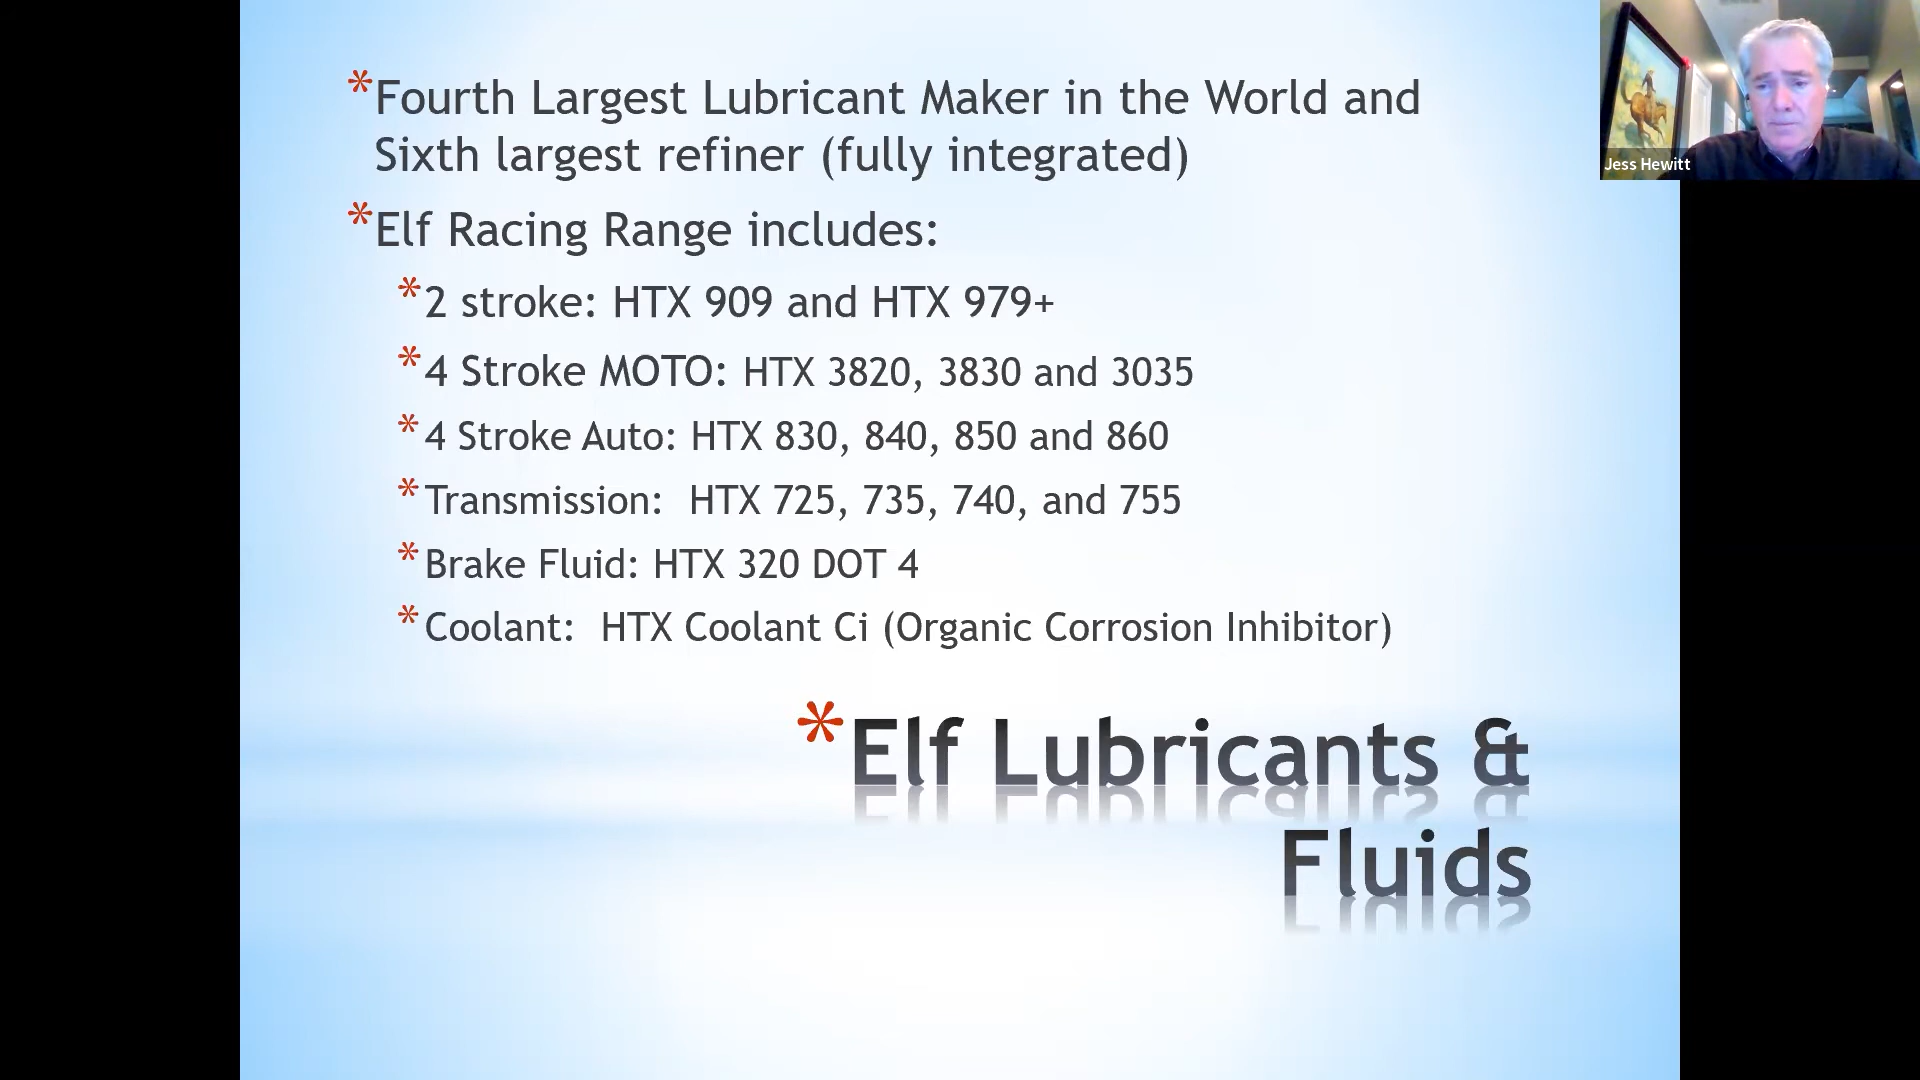 *Fourth Largest Lubricant Maker in the World and
Sixth largest refiner (fully integrated)
*Elf Racing Range includes:
*2 stroke: HTX 909 and HTX 979+
*4 Stroke MOTO: HTX 3820, 3830 and 3035
*4 Stroke Auto: HTX 830, 840, 850 and 860
*Transmission:  HTX 725, 735, 740, and 755
*Brake Fluid: HTX 320 DOT 4
*Coolant:  HTX Coolant Ci (Organic Corrosion Inhibitor)
*Elf Lubricants &
Fluids
Jess Hewitt